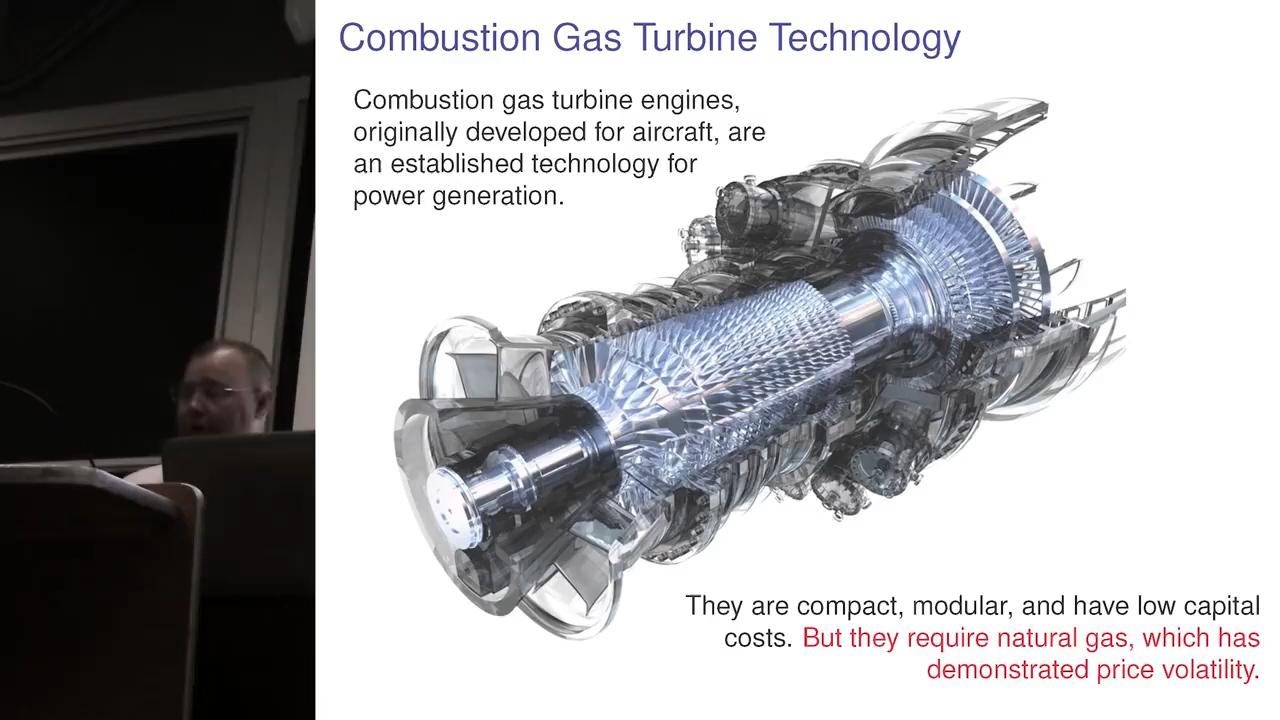 Combustion Gas Turbine Technology
Combustion gas turbine engines,
originally developed for aircraft, are
an established technology for
power generation.
They are compact, modular, and have low capital
costs. But they require natural gas, which has
demonstrated price volatility.